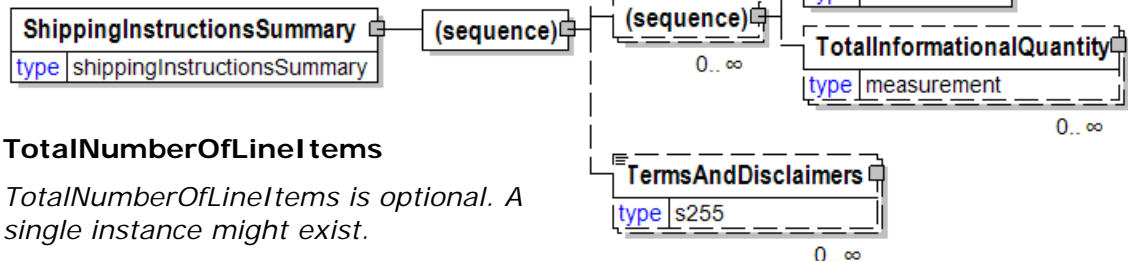 ShippingInstructionsSummary
type shippingInstructionsSummary
(sequence)
(sequence)
0.. ∞
TotalInformationalQuantity
type measurement
0.. ∞
TermsAndDisclaimers
type s255
0.. ∞
TotalNumberOfLineItems
TotalNumberOfLineItems is optional. A
single instance might exist.